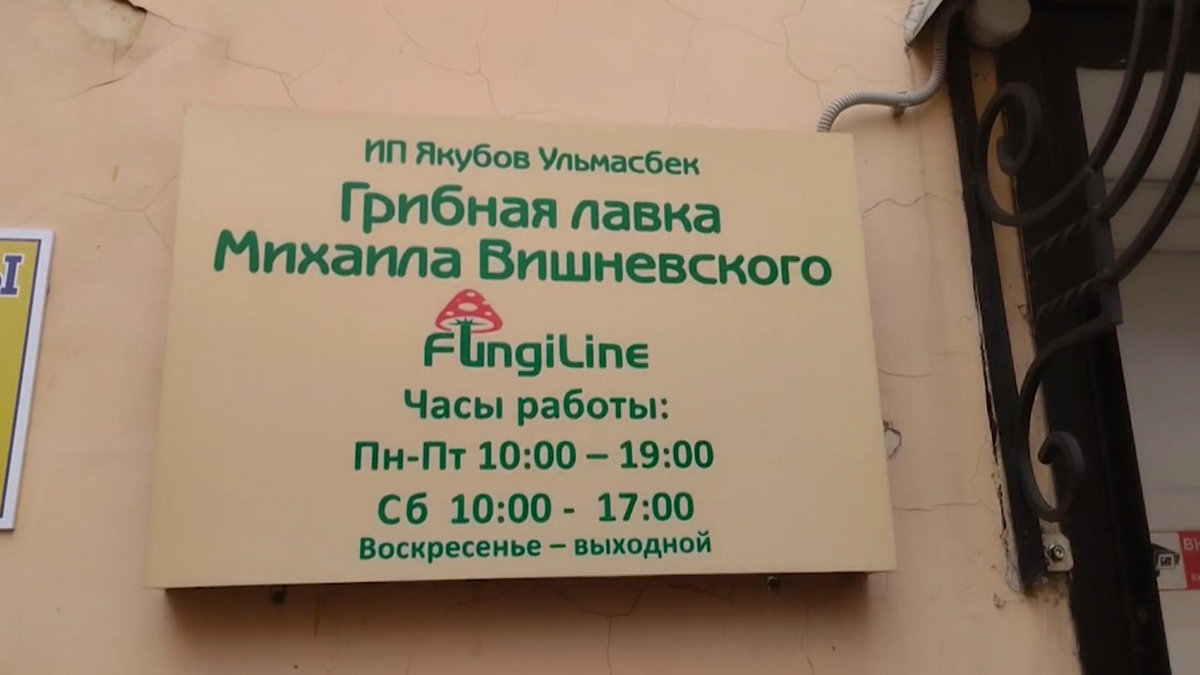 ИП Якубов Ульмасбек
Грибная лавка
Михаила Вишневского
FungiLine
Часы работы:
Пн-Пт 10:00 – 19:00
Сб 10:00 - 17:00
Воскресенье – выходной